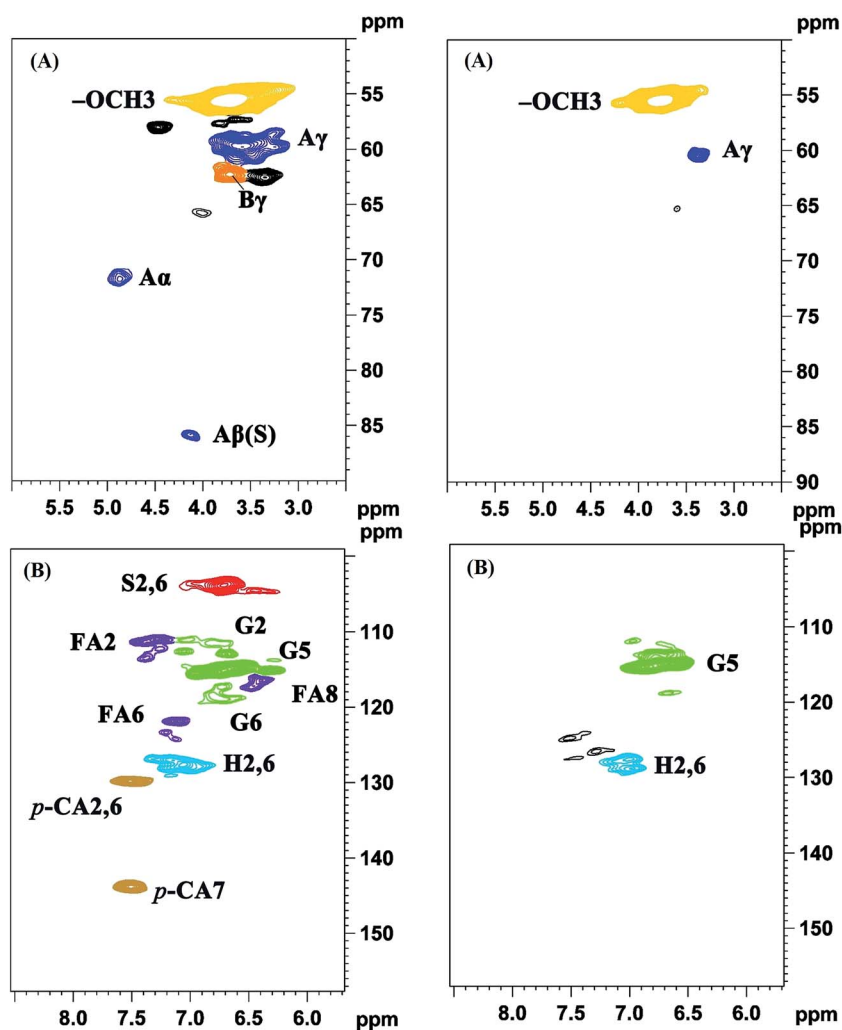 ppm
(A)
–OCH3
Aγ
Bγ
Aα
Aβ(S)
55
60
65
70
75
80
85
5.5 5.0 4.5 4.0 3.5 3.0 ppm
ppm
(A)
–OCH3
Aγ
55
60
65
70
75
80
85
90
5.5 5.0 4.5 4.0 3.5 3.0 ppm
ppm
(B)
S2,6
G2
FA2
G5
FA8
FA6
G6
H2,6
p-CA2,6
p-CA7
110
120
130
140
150
8.0 7.5 7.0 6.5 6.0 ppm
ppm
(B)
G5
H2,6
110
120
130
140
150
8.0 7.5 7.0 6.5 6.0 ppm